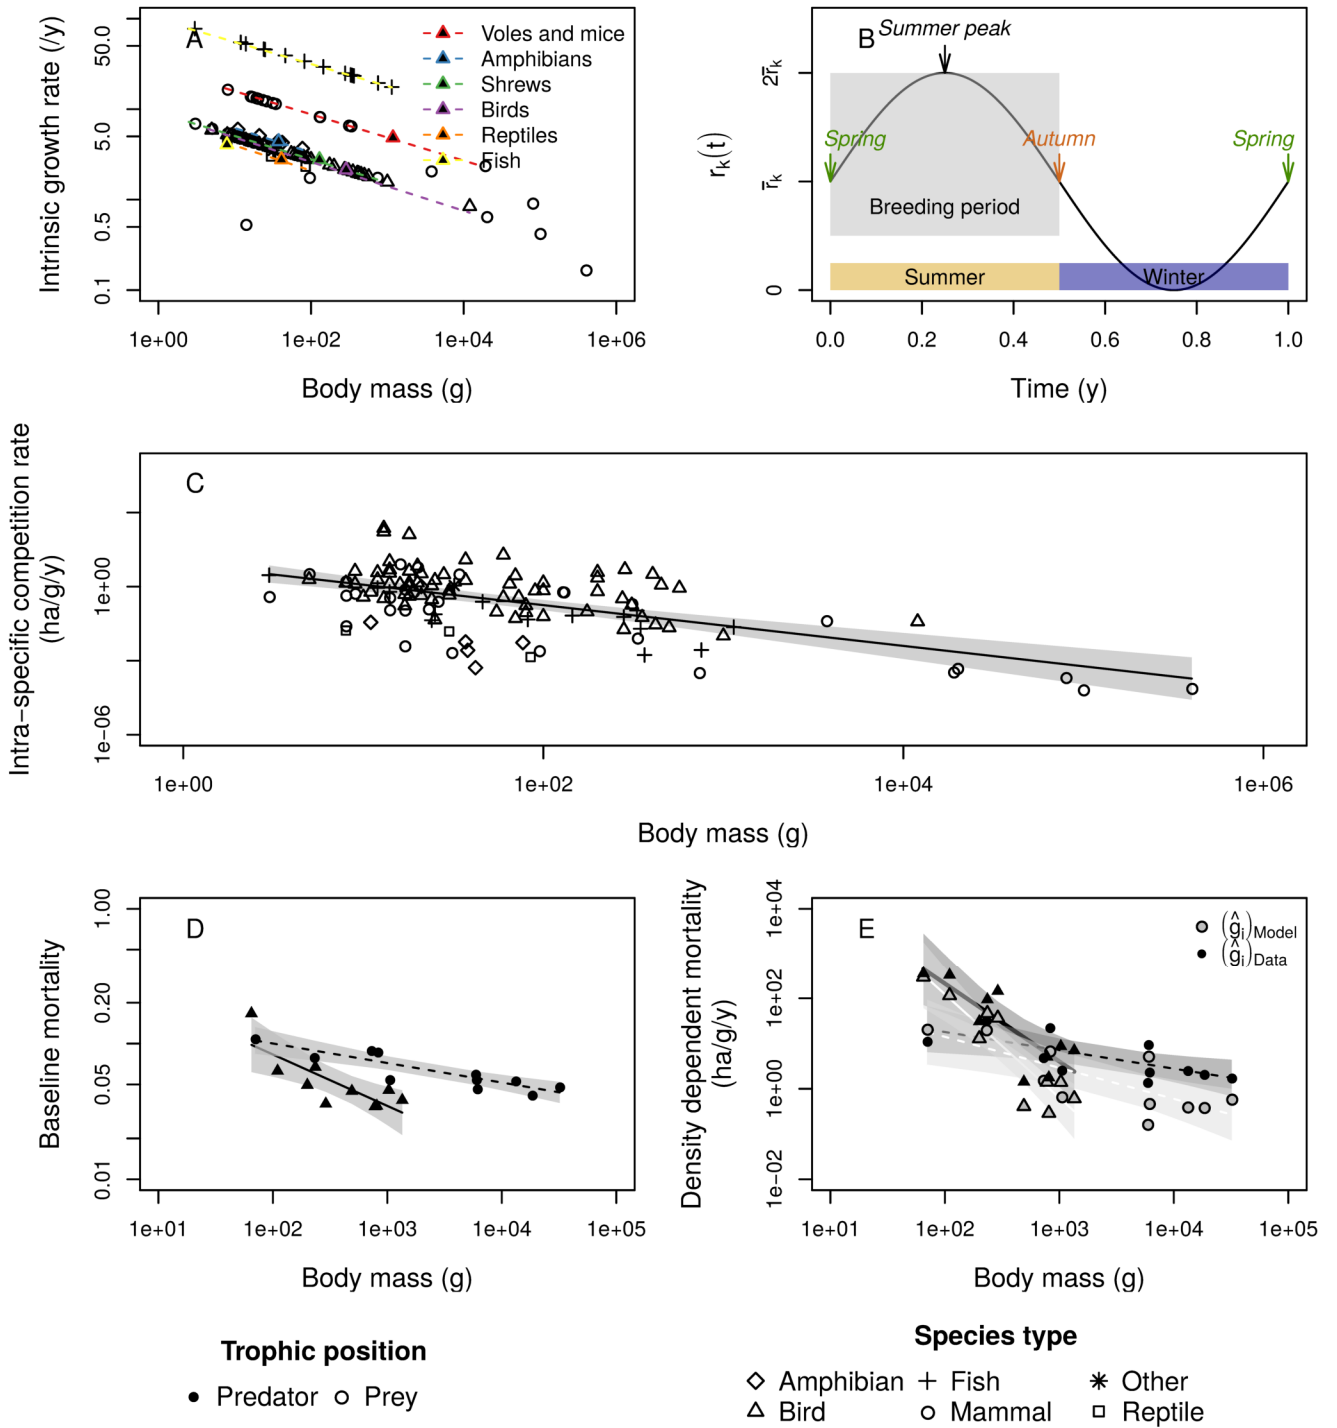 A
Intrinsic growth rate (/y)
50.0
5.0
0.5
0.1
1e+00
1e+02
1e+04
1e+06
Body mass (g)
Voles and mice
Amphibians
Shrews
Birds
Reptiles
Fish
B
r_k(t)
2r̅_k
r̅_k
0
Summer peak
Spring
Autumn
Spring
Breeding period
Summer
Winter
0.0
0.2
0.4
0.6
0.8
1.0
Time (y)
C
Intra−specific competition rate
(ha/g/y)
1e+00
1e−06
1e+00
1e+02
1e+04
1e+06
Body mass (g)
D
Baseline mortality
1.00
0.20
0.05
0.01
1e+01
1e+02
1e+03
1e+04
1e+05
Body mass (g)
E
Density dependent mortality
(ha/g/y)
1e+04
1e+02
1e+00
1e−02
(ĝ_i)Model
(ĝ_i)Data
1e+01
1e+02
1e+03
1e+04
1e+05
Body mass (g)
Trophic position
Predator
Prey
Species type
Amphibian
Fish
Other
Bird
Mammal
Reptile